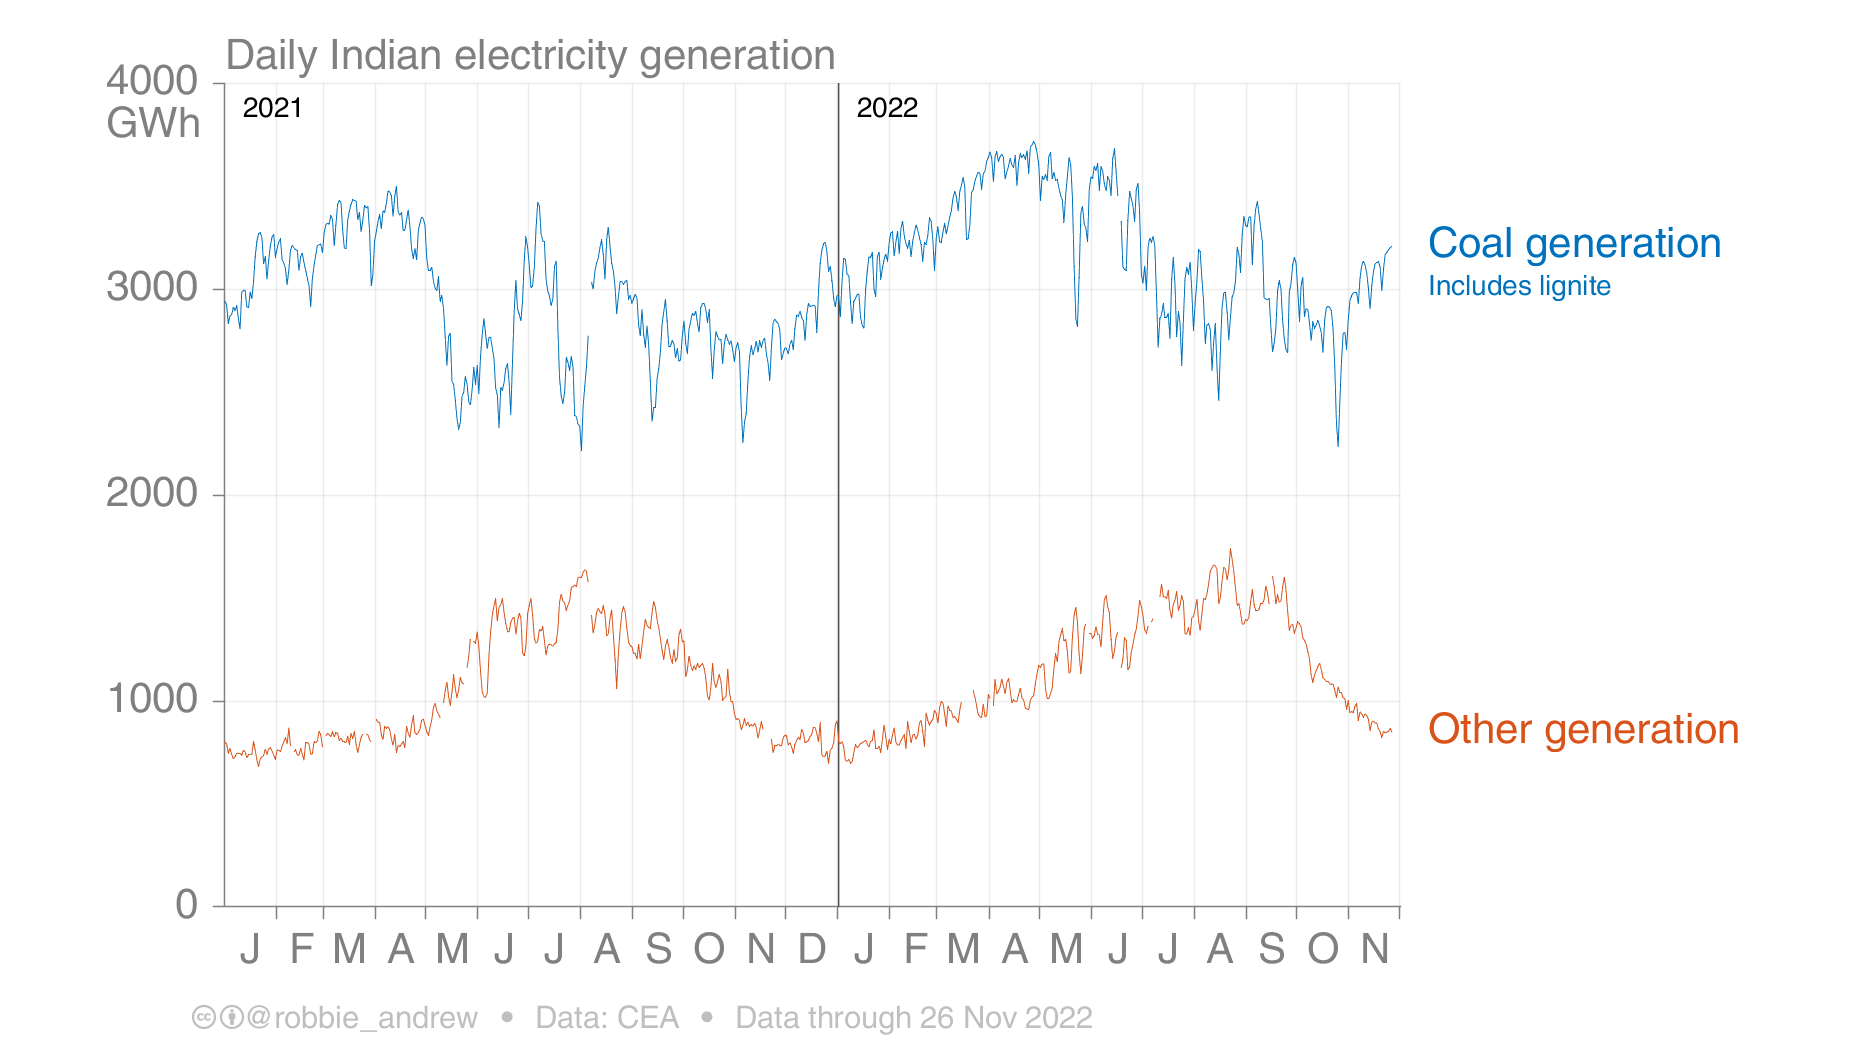 Daily Indian electricity generation
4000
GWh
2021
2022
3000
2000
1000
0
Coal generation
Includes lignite
Other generation
J F M A M J J A S O N D J F M A M J J A S O N
@robbie_andrew • Data: CEA • Data through 26 Nov 2022